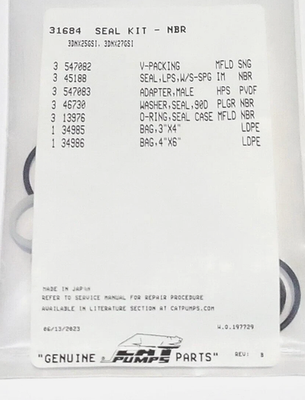 31684 SEAL KIT - NBR
3DNX25GSI, 3DNX27GSI
3 547082 V-PACKING MFLD SNG
3 45188 SEAL,LPS,W/S-SPG IM NBR
3 547083 ADAPTER,MALE HPS PVDF
3 46730 WASHER,SEAL,90D PLGR NBR
3 13976 O-RING,SEAL CASE MFLD NBR
1 34985 BAG,3"X4" LDPE
1 34986 BAG,4"X6" LDPE
MADE IN JAPAN
REFER TO SERVICE MANUAL FOR REPAIR PROCEDURE
AVAILABLE IN LITERATURE SECTION AT CATPUMPS.COM
06/13/2023 W.O.197729
"GENUINE CAT PUMPS PARTS" REV: B